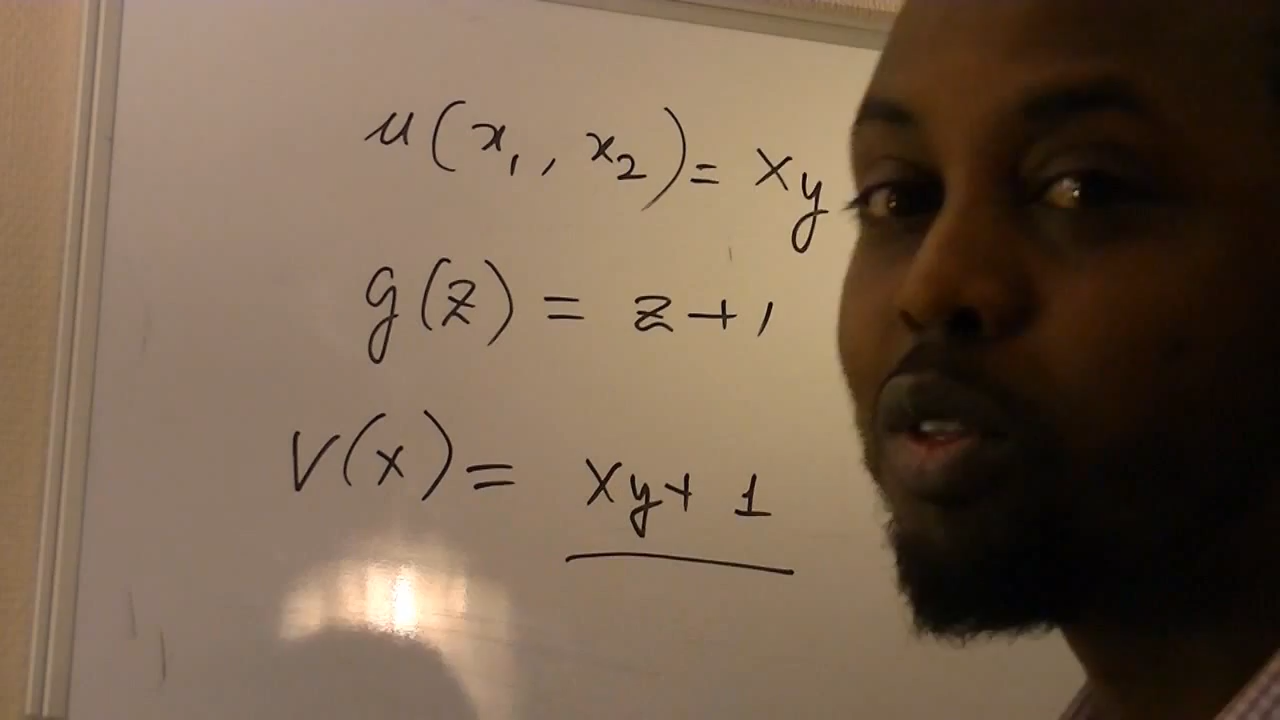 u(x₁, x₂) = xy
g(z) = z + 1
V(x) = xy + 1